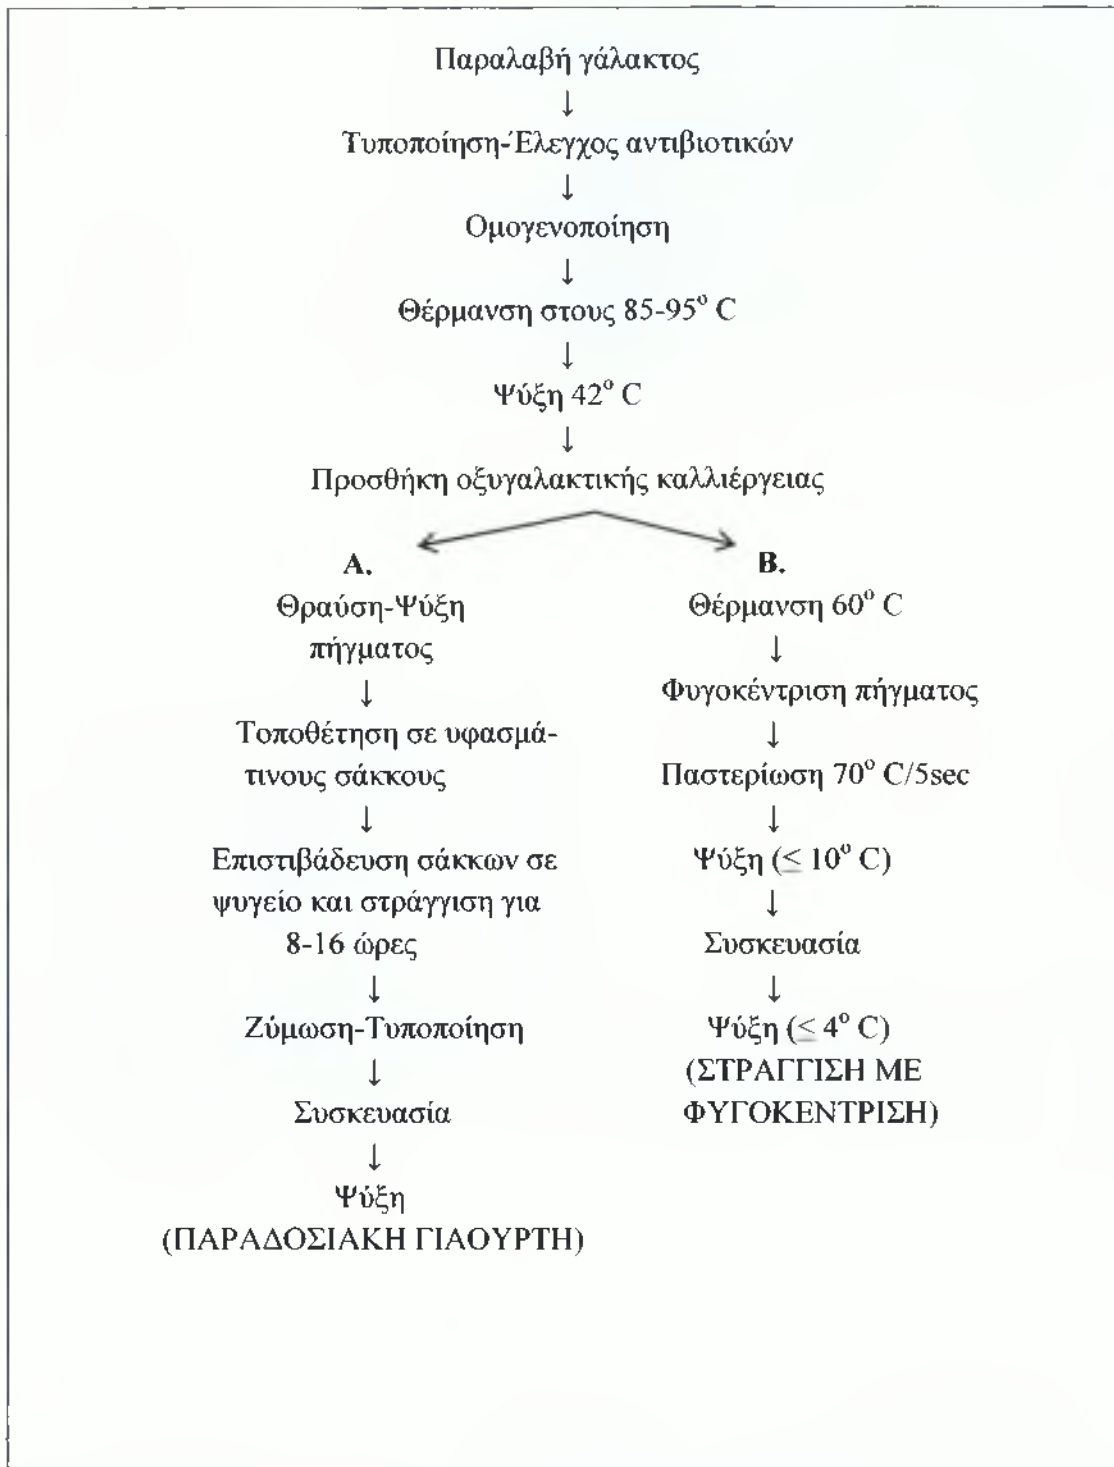 Παραλαβή γάλακτος
↓
Τυποποίηση-Έλεγχος αντιβιοτικών
↓
Ομογενοποίηση
↓
Θέρμανση στους 85-95° C
↓
Ψύξη 42° C
↓
Προσθήκη οξυγαλακτικής καλλιέργειας
A.
Θραύση-Ψύξη
πήγματος
↓
Τοποθέτηση σε υφασμά-
τινους σάκκους
↓
Επιστιβάδευση σάκκων σε
ψυγείο και στράγγιση για
8-16 ώρες
↓
Ζύμωση-Τυποποίηση
↓
Συσκευασία
↓
Ψύξη
(ΠΑΡΑΔΟΣΙΑΚΗ ΓΙΑΟΥΡΤΗ)
B.
Θέρμανση 60° C
↓
Φυγοκέντριση πήγματος
↓
Παστερίωση 70° C/5sec
↓
Ψύξη (≤ 10° C)
↓
Συσκευασία
↓
Ψύξη (≤ 4° C)
(ΣΤΡΑΓΓΙΣΗ ΜΕ
ΦΥΓΟΚΕΝΤΡΙΣΗ)